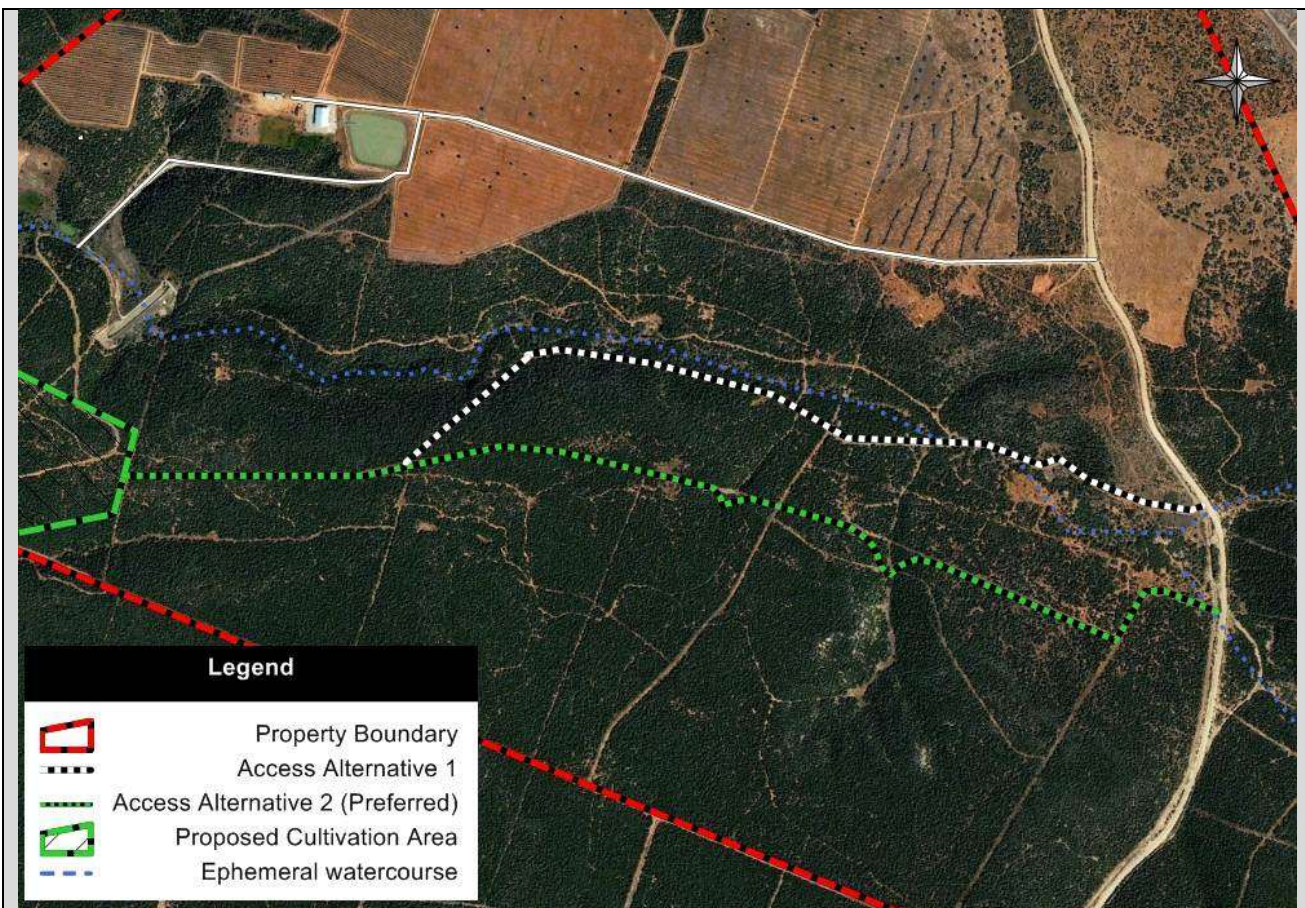 Legend
Property Boundary
Access Alternative 1
Access Alternative 2 (Preferred)
Proposed Cultivation Area
Ephemeral watercourse